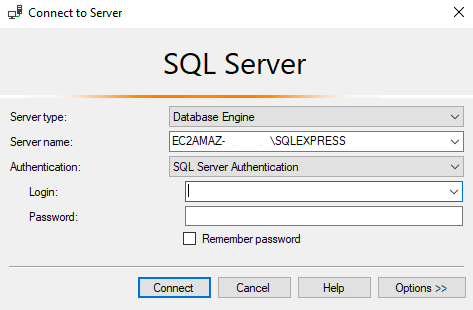 Connect to Server
SQL Server
Server type: Database Engine
Server name: EC2AMAZ- \SQLEXPRESS
Authentication: SQL Server Authentication
Login:
Password:
Remember password
Connect Cancel Help Options >>